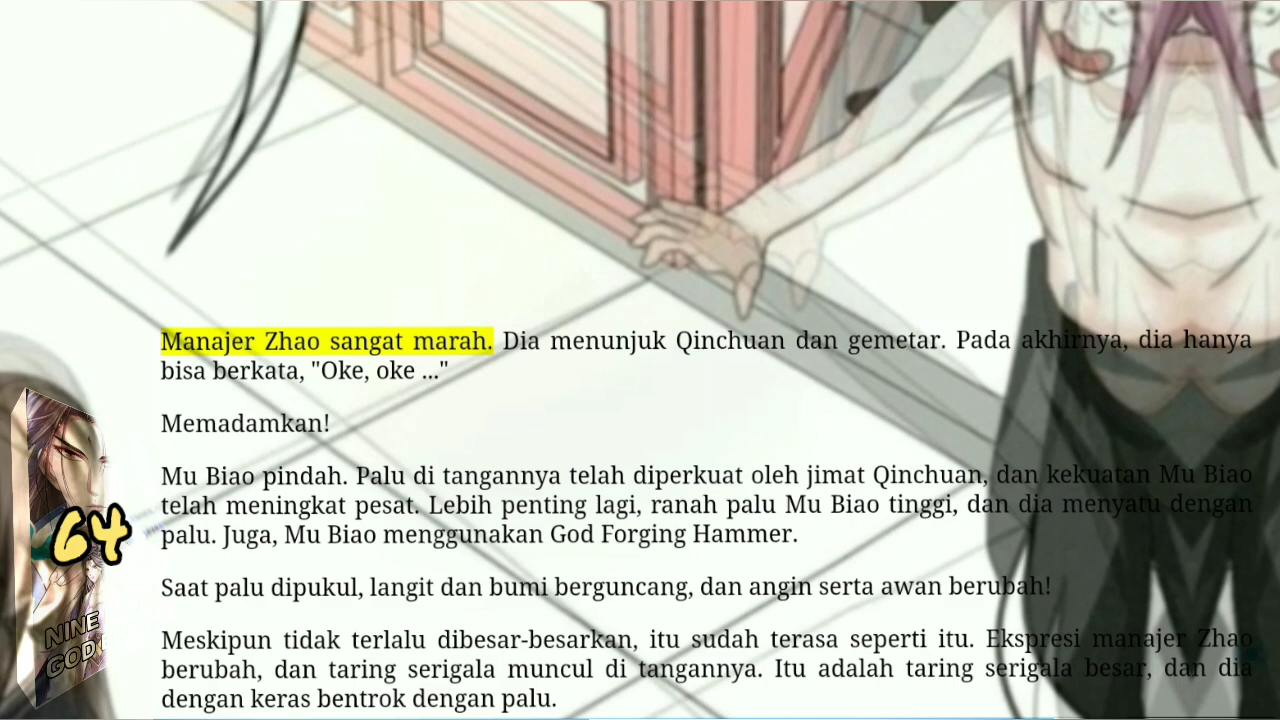 Manajer Zhao sangat marah. Dia menunjuk Qinchuan dan gemetar. Pada akhirnya, dia hanya
bisa berkata, "Oke, oke ..."
Memadamkan!
Mu Biao pindah. Palu di tangannya telah diperkuat oleh jimat Qinchuan, dan kekuatan Mu Biao
telah meningkat pesat. Lebih penting lagi, ranah palu Mu Biao tinggi, dan dia menyatu dengan
palu. Juga, Mu Biao menggunakan God Forging Hammer.
Saat palu dipukul, langit dan bumi berguncang, dan angin serta awan berubah!
Meskipun tidak terlalu dibesar-besarkan, itu sudah terasa seperti itu. Ekspresi manajer Zhao
berubah, dan taring serigala muncul di tangannya. Itu adalah taring serigala besar, dan dia
dengan keras bentrok dengan palu.
64
NINE
GOD